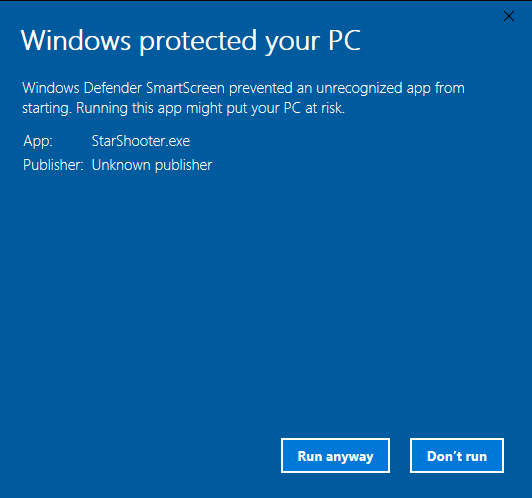 Windows protected your PC
Windows Defender SmartScreen prevented an unrecognized app from
starting. Running this app might put your PC at risk.
App: StarShooter.exe
Publisher: Unknown publisher
Run anyway Don't run